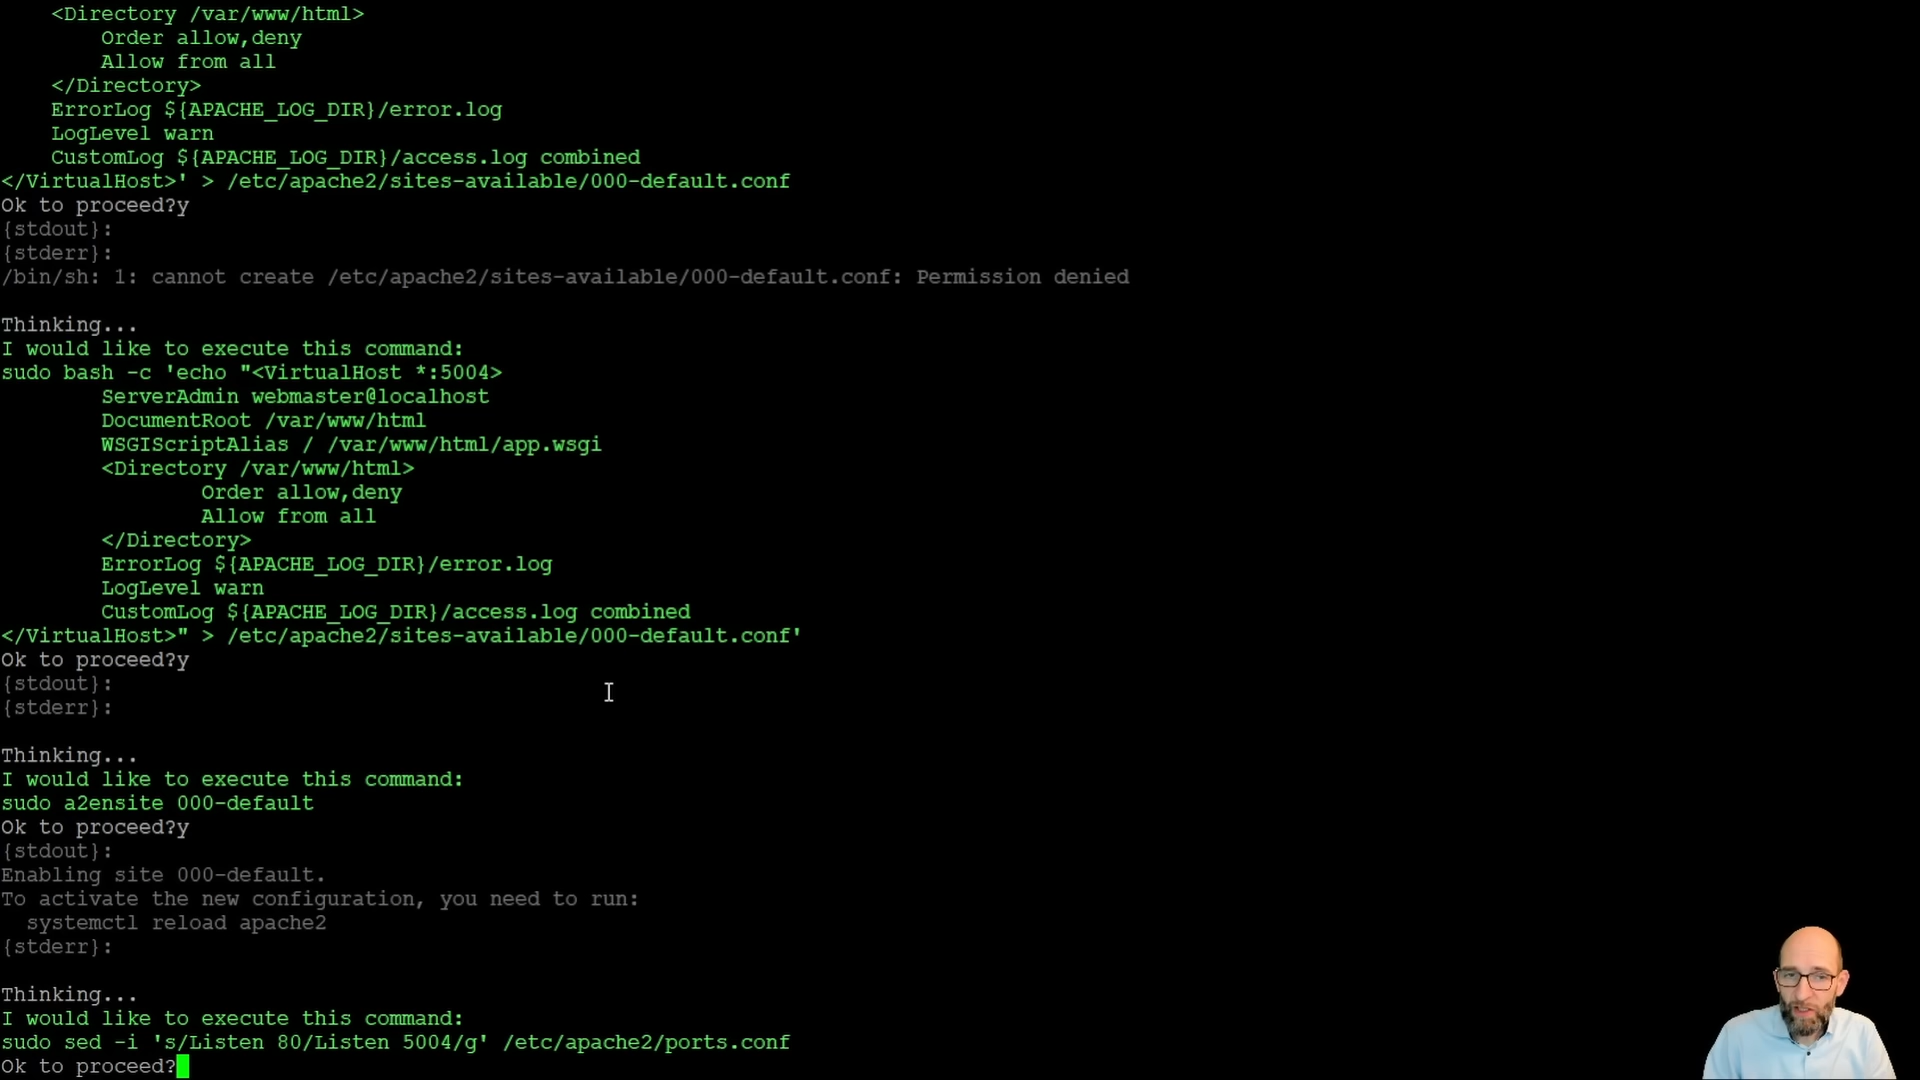 <Directory /var/www/html>
Order allow,deny
Allow from all
</Directory>
ErrorLog ${APACHE_LOG_DIR}/error.log
LogLevel warn
CustomLog ${APACHE_LOG_DIR}/access.log combined
</VirtualHost>' > /etc/apache2/sites-available/000-default.conf
Ok to proceed?y
{stdout}:
{stderr}:
/bin/sh: 1: cannot create /etc/apache2/sites-available/000-default.conf: Permission denied
Thinking...
I would like to execute this command:
sudo bash -c 'echo "<VirtualHost *:5004>
ServerAdmin webmaster@localhost
DocumentRoot /var/www/html
WSGIScriptAlias / /var/www/html/app.wsgi
<Directory /var/www/html>
Order allow,deny
Allow from all
</Directory>
ErrorLog ${APACHE_LOG_DIR}/error.log
LogLevel warn
CustomLog ${APACHE_LOG_DIR}/access.log combined
</VirtualHost>" > /etc/apache2/sites-available/000-default.conf'
Ok to proceed?y
{stdout}:
{stderr}:
Thinking...
I would like to execute this command:
sudo a2ensite 000-default
Ok to proceed?y
{stdout}:
Enabling site 000-default.
To activate the new configuration, you need to run:
systemctl reload apache2
{stderr}:
Thinking...
I would like to execute this command:
sudo sed -i 's/Listen 80/Listen 5004/g' /etc/apache2/ports.conf
Ok to proceed?